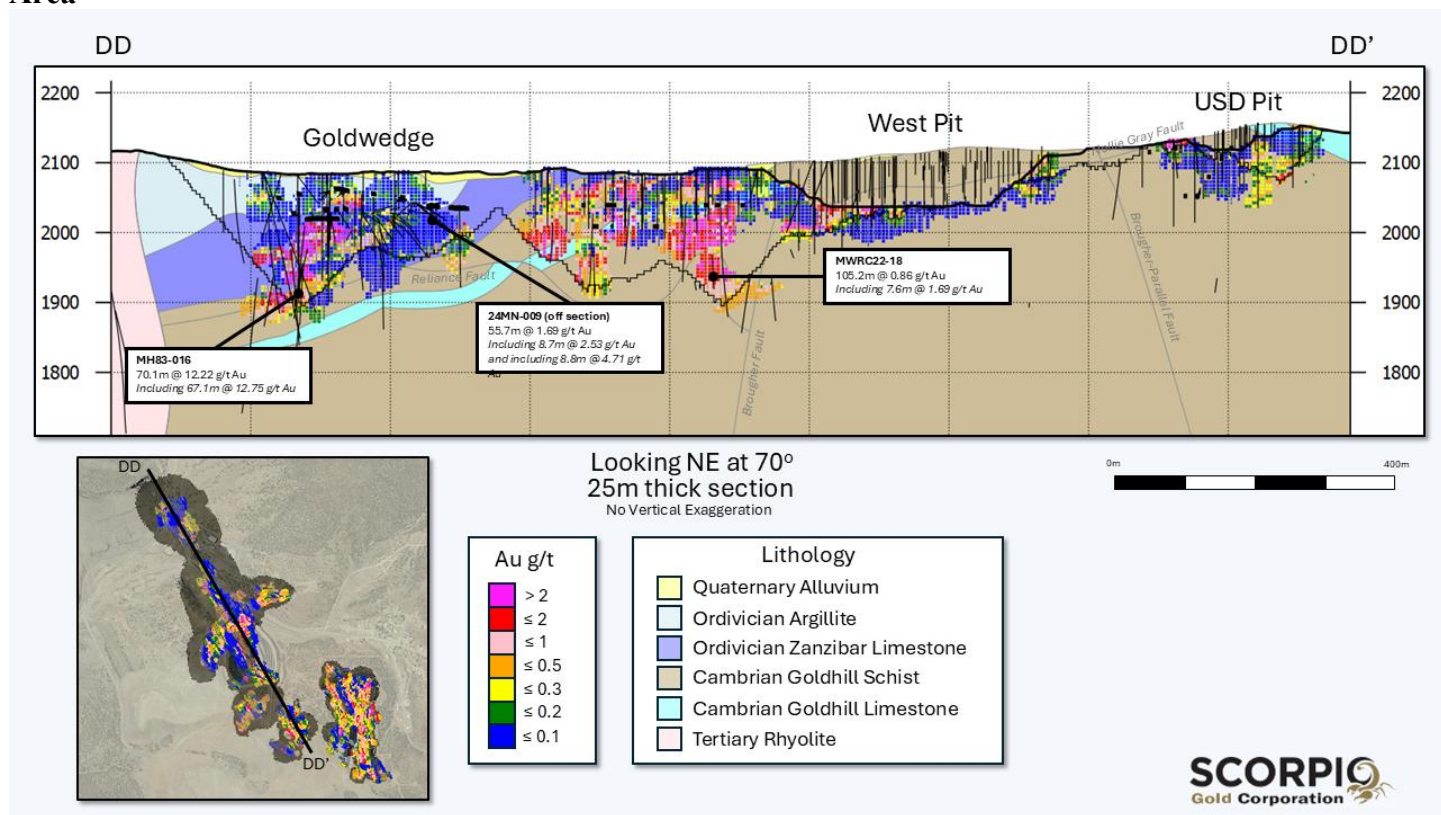 Area
DD
DD’
2200
2200
USD Pit
West Pit
Goldwedge
Gray Fault
2100
2100
2000
2000
MWRC22-18
105.2m @ 0.86 g/t Au
Including 7.6m @ 1.69 g/t Au
Reliance Fault
Brougher-Parallel Fault
1900
1900
24MN-009 (off section)
55.7m @ 1.69 g/t Au
Including 8.7m @ 2.53 g/t Au
and including 8.8m @ 4.71 g/t
Au
Brougher Fault
MH83-016
70.1m @ 12.22 g/t Au
Including 67.1m @ 12.75 g/t Au
1800
1800
DD
DD’
Looking NE at 70º
25m thick section
No Vertical Exaggeration
0m
400m
Au g/t
> 2
≤ 2
≤ 1
≤ 0.5
≤ 0.3
≤ 0.2
≤ 0.1
Lithology
Quaternary Alluvium
Ordivician Argillite
Ordivician Zanzibar Limestone
Cambrian Goldhill Schist
Cambrian Goldhill Limestone
Tertiary Rhyolite
SCORPIO
Gold Corporation